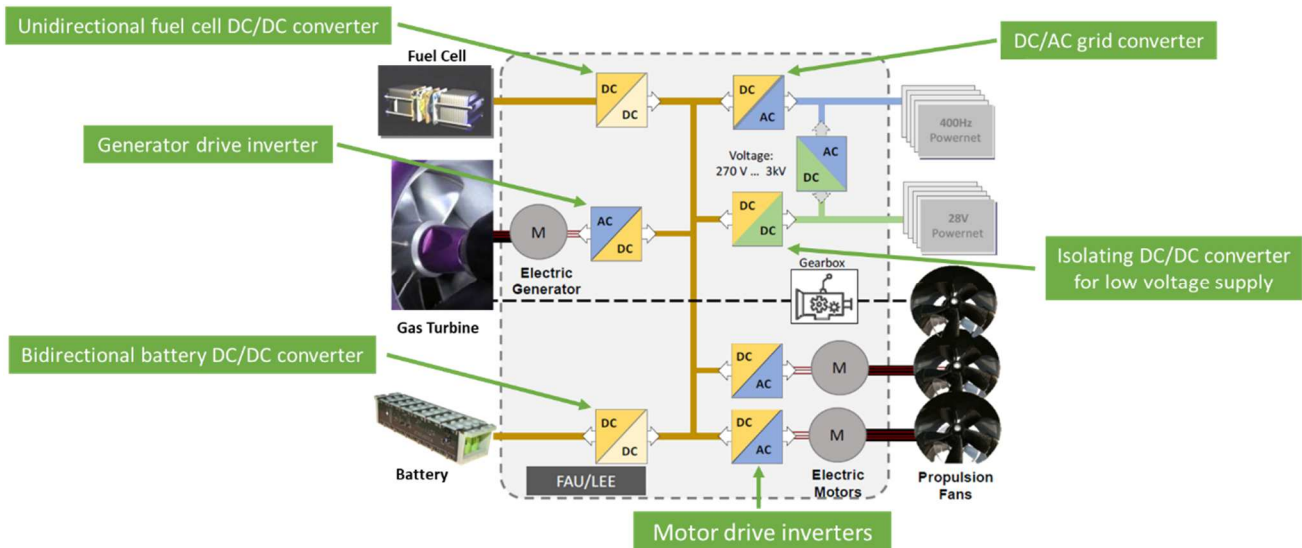 Unidirectional fuel cell DC/DC converter
DC/AC grid converter
Fuel Cell
DC
DC
DC
AC
400Hz
Powernet
Generator drive inverter
Voltage:
270 V ... 3kV
AC
DC
AC
DC
M
DC
DC
28V
Powernet
Electric
Generator
Gearbox
Isolating DC/DC converter
for low voltage supply
Gas Turbine
Bidirectional battery DC/DC converter
DC
AC
M
DC
DC
DC
AC
M
Battery
FAU/LEE
Electric
Motors
Propulsion
Fans
Motor drive inverters